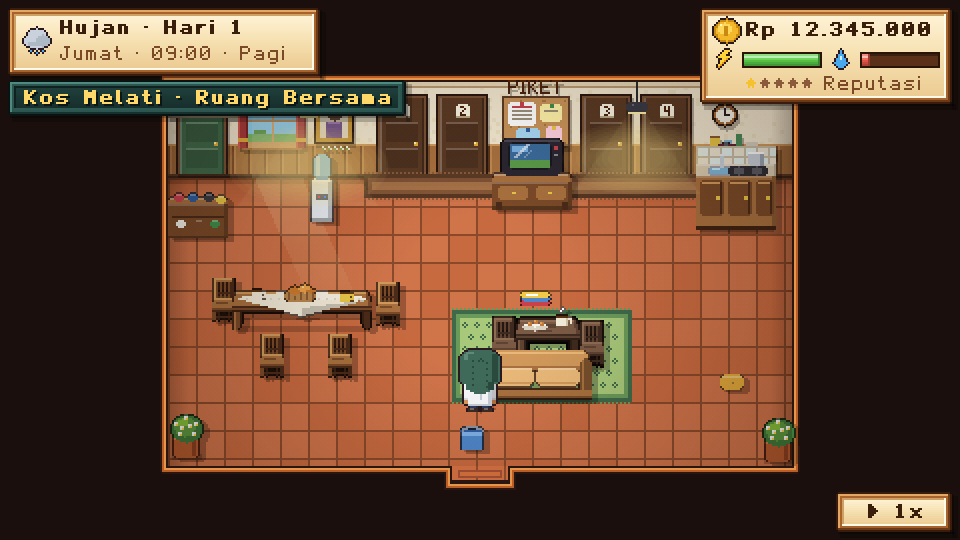 Hujan · Hari 1
Jumat · 09:00 · Pagi
Rp 12.345.000
Reputasi
Kos Melati · Ruang Bersama
PIKET
2
3
4
1x